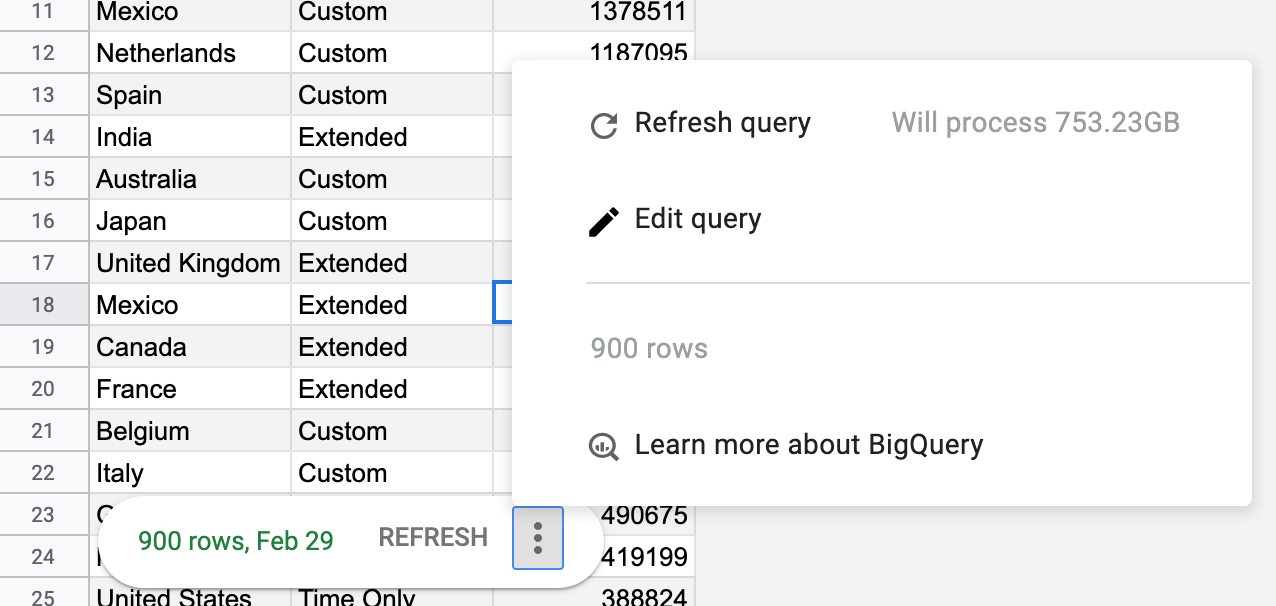 11 Mexico Custom 1378511
12 Netherlands Custom 1187095
13 Spain Custom
Refresh query Will process 753.23GB
14 India Extended
15 Australia Custom
16 Japan Custom
Edit query
17 United Kingdom Extended
18 Mexico Extended
19 Canada Extended
900 rows
20 France Extended
21 Belgium Custom
Learn more about BigQuery
22 Italy Custom
23 490675
900 rows, Feb 29 REFRESH
24 419199
25 United States Time Only 388824